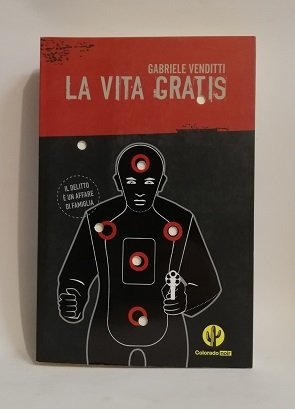 GABRIELE VENDITTI
LA VITA GRATIS
IL DELITTO
È UN AFFARE
DI FAMIGLIA
Colorado noir